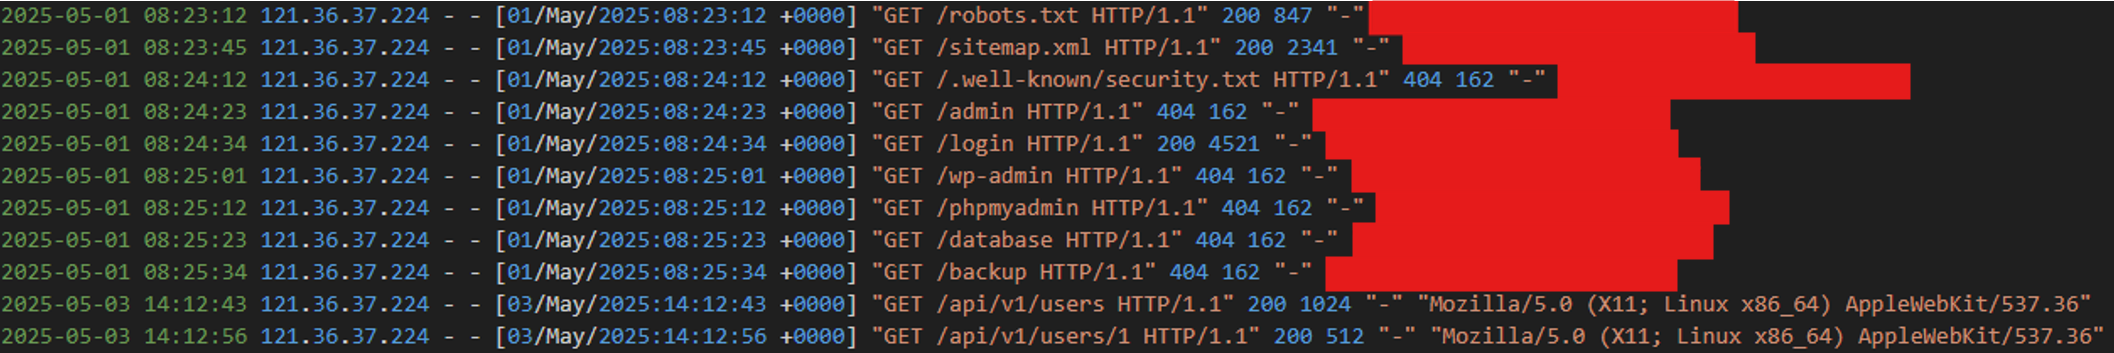 2025-05-01 08:23:12 121.36.37.224 - - [01/May/2025:08:23:12 +0000] "GET /robots.txt HTTP/1.1" 200 847 "-"
2025-05-01 08:23:45 121.36.37.224 - - [01/May/2025:08:23:45 +0000] "GET /sitemap.xml HTTP/1.1" 200 2341 "-"
2025-05-01 08:24:12 121.36.37.224 - - [01/May/2025:08:24:12 +0000] "GET /.well-known/security.txt HTTP/1.1" 404 162 "-"
2025-05-01 08:24:23 121.36.37.224 - - [01/May/2025:08:24:23 +0000] "GET /admin HTTP/1.1" 404 162 "-"
2025-05-01 08:24:34 121.36.37.224 - - [01/May/2025:08:24:34 +0000] "GET /login HTTP/1.1" 200 4521 "-"
2025-05-01 08:25:01 121.36.37.224 - - [01/May/2025:08:25:01 +0000] "GET /wp-admin HTTP/1.1" 404 162 "-"
2025-05-01 08:25:12 121.36.37.224 - - [01/May/2025:08:25:12 +0000] "GET /phpmyadmin HTTP/1.1" 404 162 "-"
2025-05-01 08:25:23 121.36.37.224 - - [01/May/2025:08:25:23 +0000] "GET /database HTTP/1.1" 404 162 "-"
2025-05-01 08:25:34 121.36.37.224 - - [01/May/2025:08:25:34 +0000] "GET /backup HTTP/1.1" 404 162 "-"
2025-05-03 14:12:43 121.36.37.224 - - [03/May/2025:14:12:43 +0000] "GET /api/v1/users HTTP/1.1" 200 1024 "-" "Mozilla/5.0 (X11; Linux x86_64) AppleWebKit/537.36"
2025-05-03 14:12:56 121.36.37.224 - - [03/May/2025:14:12:56 +0000] "GET /api/v1/users/1 HTTP/1.1" 200 512 "-" "Mozilla/5.0 (X11; Linux x86_64) AppleWebKit/537.36"